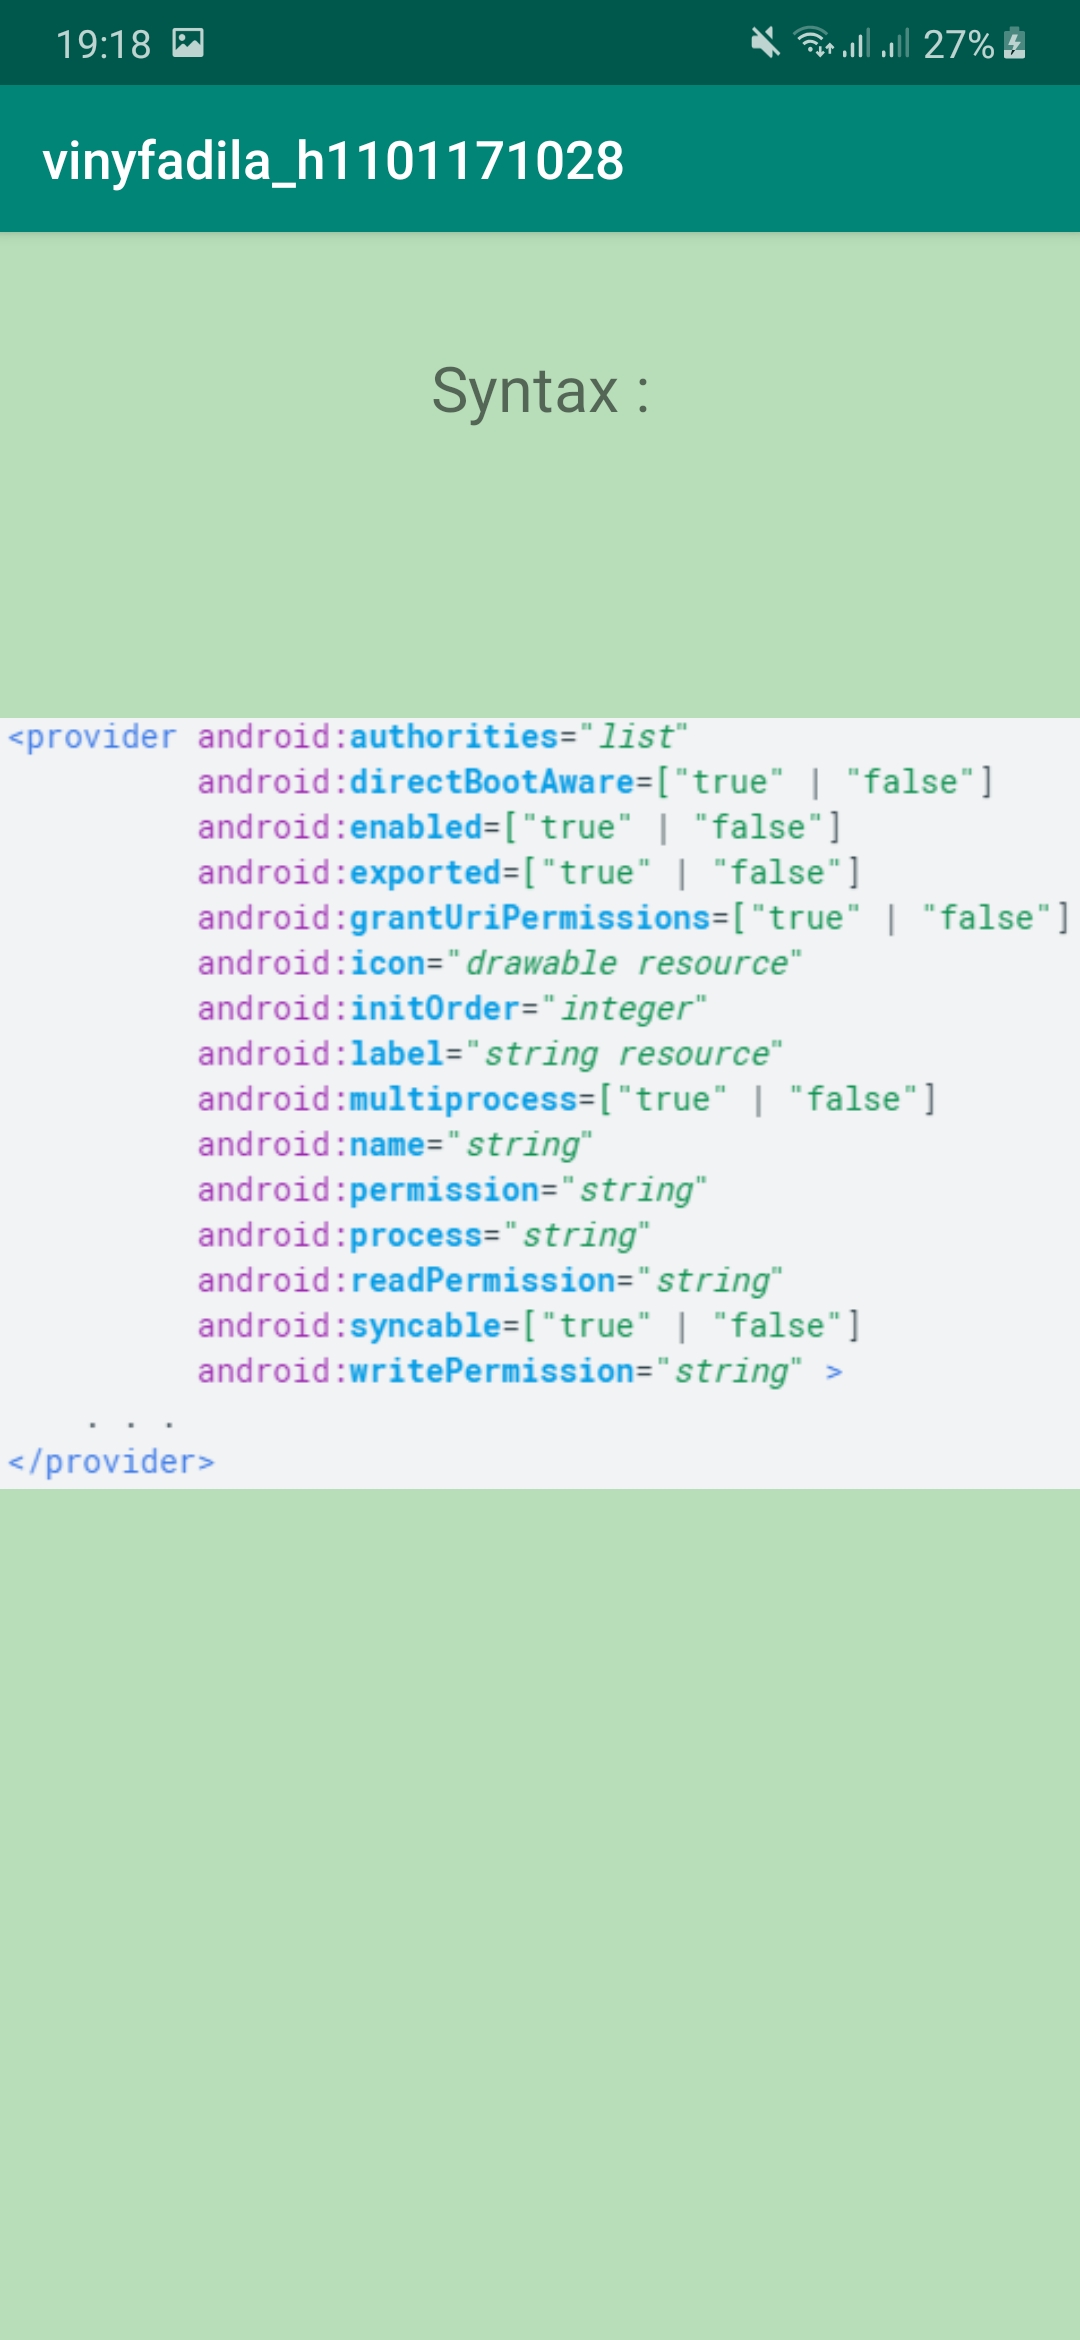 19:18 27%
vinyfadila_h1101171028
Syntax :
<provider android:authorities="list"
android:directBootAware=["true" | "false"]
android:enabled=["true" | "false"]
android:exported=["true" | "false"]
android:grantUriPermissions=["true" | "false"]
android:icon="drawable resource"
android:initOrder="integer"
android:label="string resource"
android:multiprocess=["true" | "false"]
android:name="string"
android:permission="string"
android:process="string"
android:readPermission="string"
android:syncable=["true" | "false"]
android:writePermission="string" >
. . .
</provider>